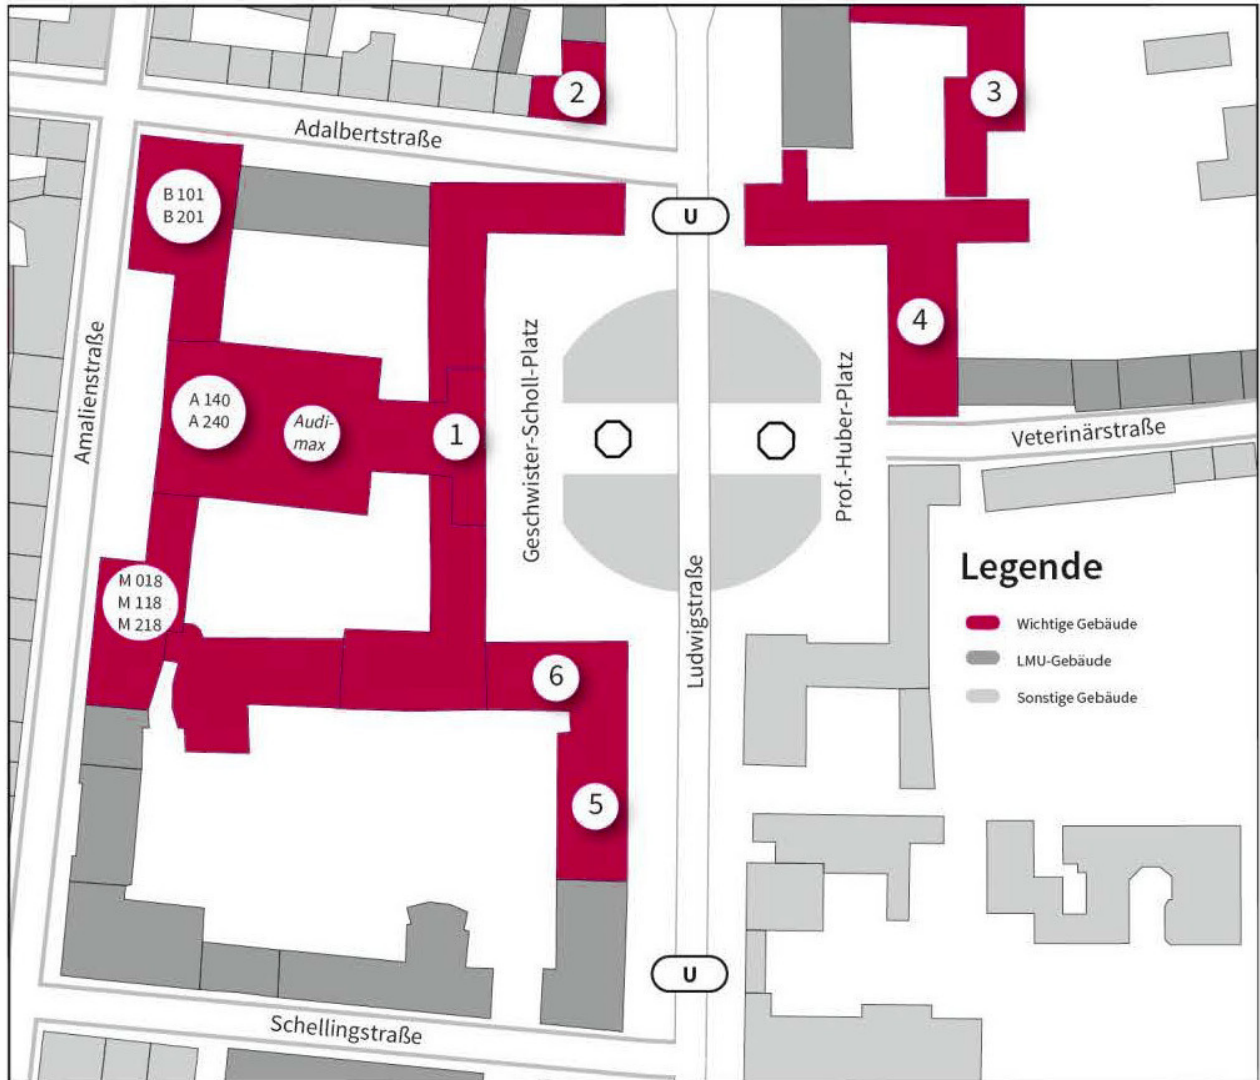 2
3
Adalbertstraße
B 101
B 201
U
4
Amalienstraße
Geschwister-Scholl-Platz
Prof.-Huber-Platz
A 140
A 240
Audi-
max
1
Veterinärstraße
Ludwigstraße
M 018
M 118
M 218
Legende
Wichtige Gebäude
LMU-Gebäude
Sonstige Gebäude
6
5
U
Schellingstraße